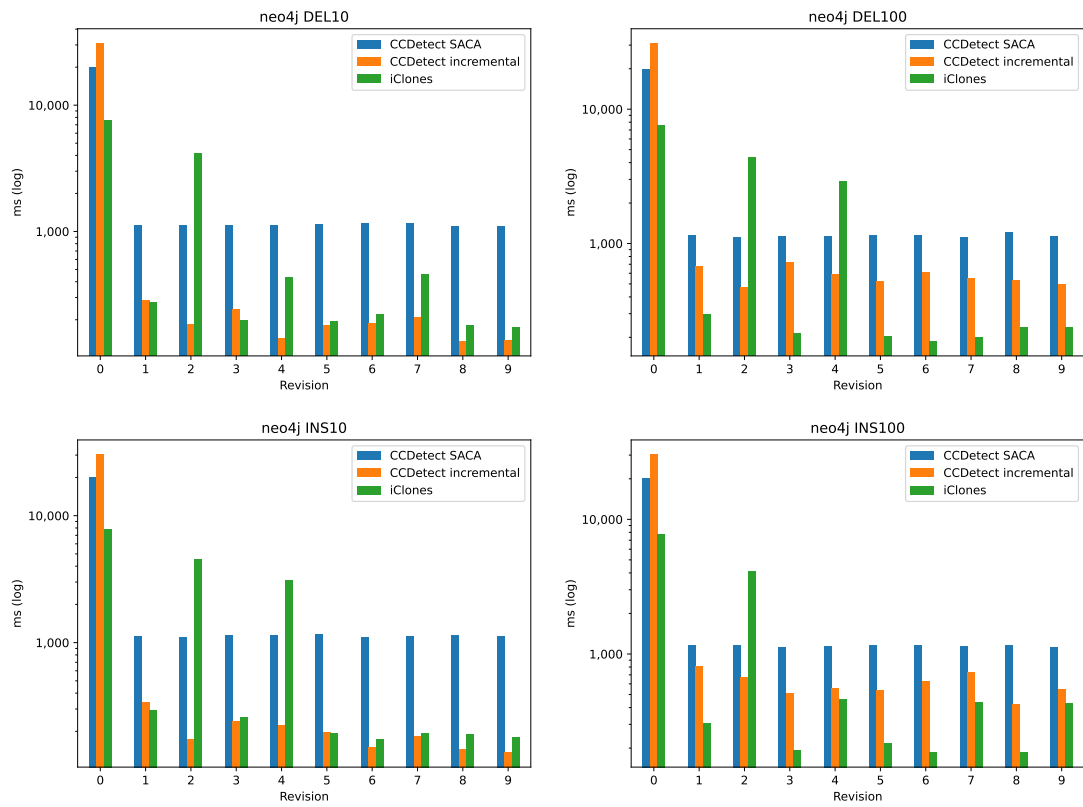 neo4j DEL10
ms (log)
10,000
1,000
CCDetect SACA
CCDetect incremental
iClones
0 1 2 3 4 5 6 7 8 9
Revision
neo4j DEL100
ms (log)
10,000
1,000
CCDetect SACA
CCDetect incremental
iClones
0 1 2 3 4 5 6 7 8 9
Revision
neo4j INS10
ms (log)
10,000
1,000
CCDetect SACA
CCDetect incremental
iClones
0 1 2 3 4 5 6 7 8 9
Revision
neo4j INS100
ms (log)
10,000
1,000
CCDetect SACA
CCDetect incremental
iClones
0 1 2 3 4 5 6 7 8 9
Revision